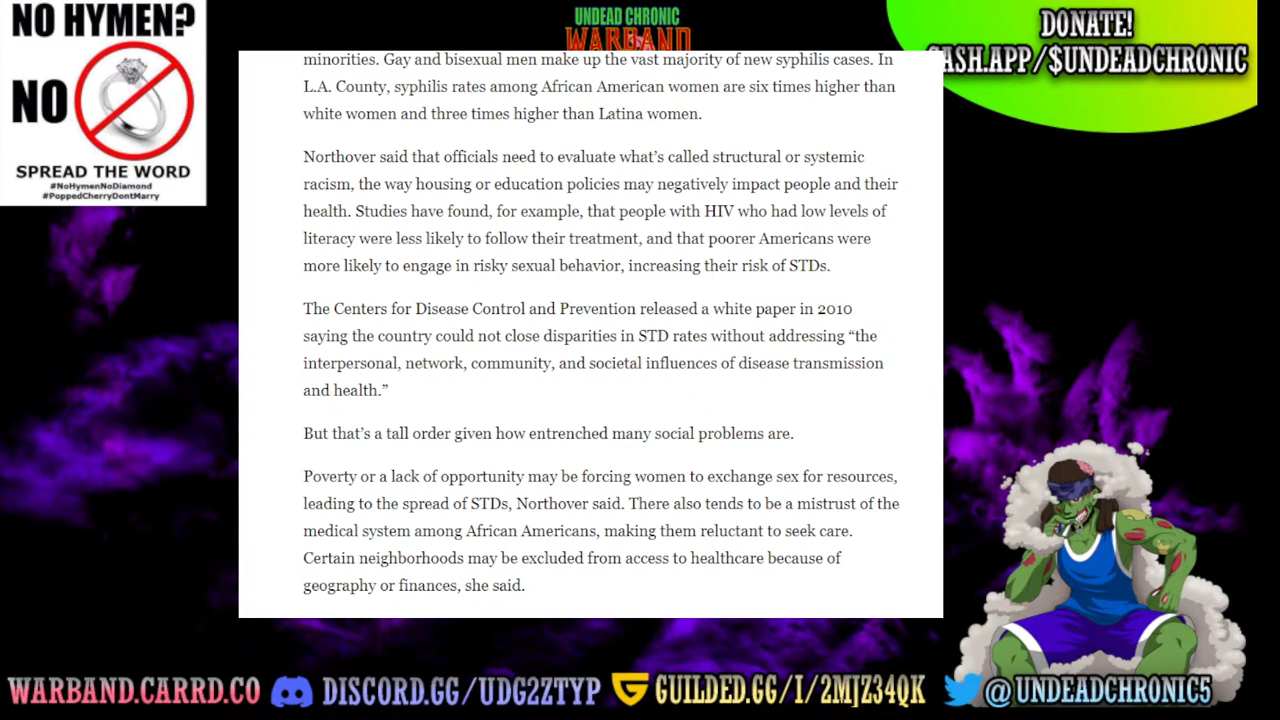 NO HYMEN?
NO
SPREAD THE WORD
#NoHymenNoDiamond
#PoppedCherryDontMarry
UNDEAD CHRONIC
WARBAND
DONATE!
CASH.APP/$UNDEADCHRONIC
minorities. Gay and bisexual men make up the vast majority of new syphilis cases. In
L.A. County, syphilis rates among African American women are six times higher than
white women and three times higher than Latina women.
Northover said that officials need to evaluate what’s called structural or systemic
racism, the way housing or education policies may negatively impact people and their
health. Studies have found, for example, that people with HIV who had low levels of
literacy were less likely to follow their treatment, and that poorer Americans were
more likely to engage in risky sexual behavior, increasing their risk of STDs.
The Centers for Disease Control and Prevention released a white paper in 2010
saying the country could not close disparities in STD rates without addressing “the
interpersonal, network, community, and societal influences of disease transmission
and health.”
But that’s a tall order given how entrenched many social problems are.
Poverty or a lack of opportunity may be forcing women to exchange sex for resources,
leading to the spread of STDs, Northover said. There also tends to be a mistrust of the
medical system among African Americans, making them reluctant to seek care.
Certain neighborhoods may be excluded from access to healthcare because of
geography or finances, she said.
WARBAND.CARRD.CO
DISCORD.GG/UDG2ZTYP
GUILDED.GG/I/2MJZ34QK
@UNDEADCHRONIC5